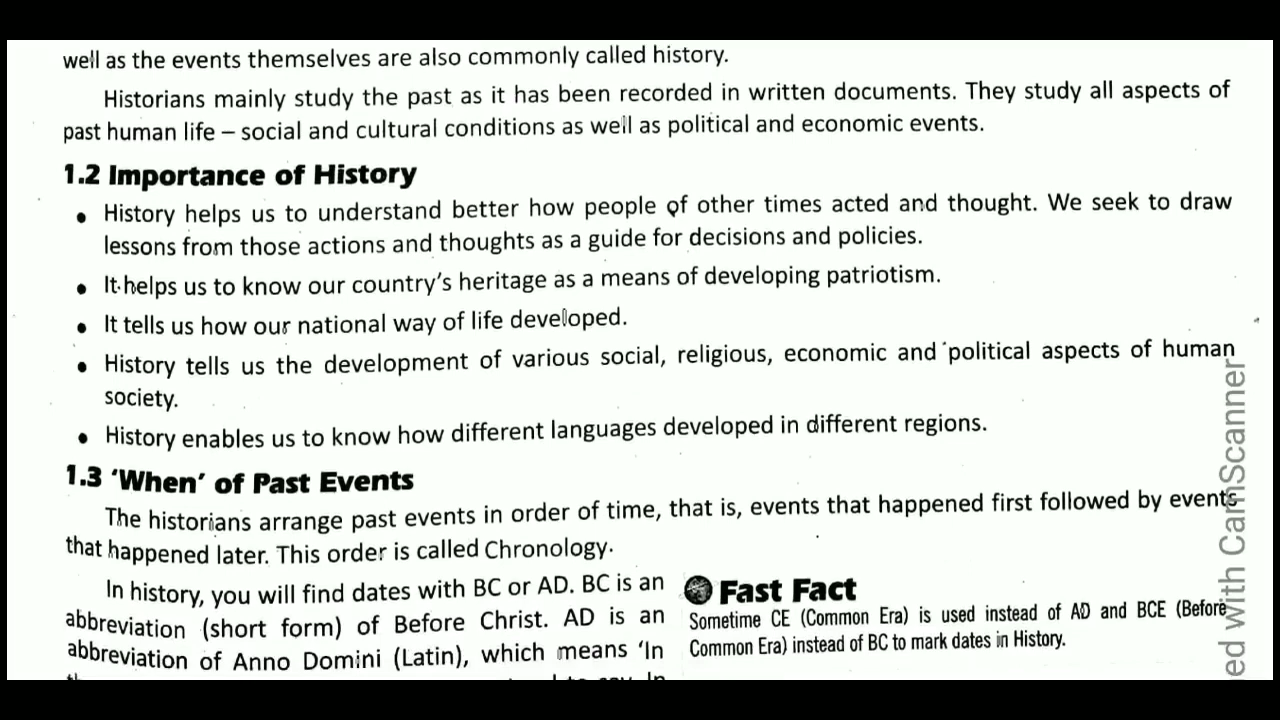 well as the events themselves are also commonly called history.
Historians mainly study the past as it has been recorded in written documents. They study all aspects of
past human life – social and cultural conditions as well as political and economic events.
1.2 Importance of History
• History helps us to understand better how people of other times acted and thought. We seek to draw
lessons from those actions and thoughts as a guide for decisions and policies.
• It helps us to know our country's heritage as a means of developing patriotism.
• It tells us how our national way of life developed.
• History tells us the development of various social, religious, economic and political aspects of human
society.
• History enables us to know how different languages developed in different regions.
1.3 'When' of Past Events
The historians arrange past events in order of time, that is, events that happened first followed by events
that happened later. This order is called Chronology.
In history, you will find dates with BC or AD. BC is an
abbreviation (short form) of Before Christ. AD is an
abbreviation of Anno Domini (Latin), which means 'In
Fast Fact
Sometime CE (Common Era) is used instead of AD and BCE (Before
Common Era) instead of BC to mark dates in History.
ed with CamScanner